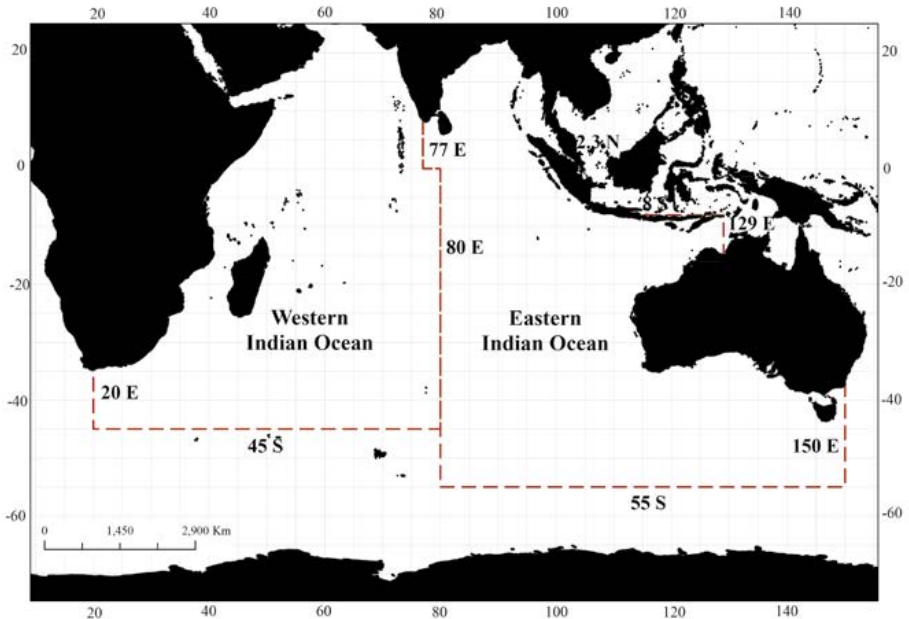 20 40 60 80 100 120 140
20 20
2.3 N
77 E
0 0
8 S
129 E
80 E
-20 -20
Western Eastern
Indian Ocean Indian Ocean
20 E
-40 -40
45 S 150 E
55 S
-60 -60
0 1,450 2,900 Km
20 40 60 80 100 120 140